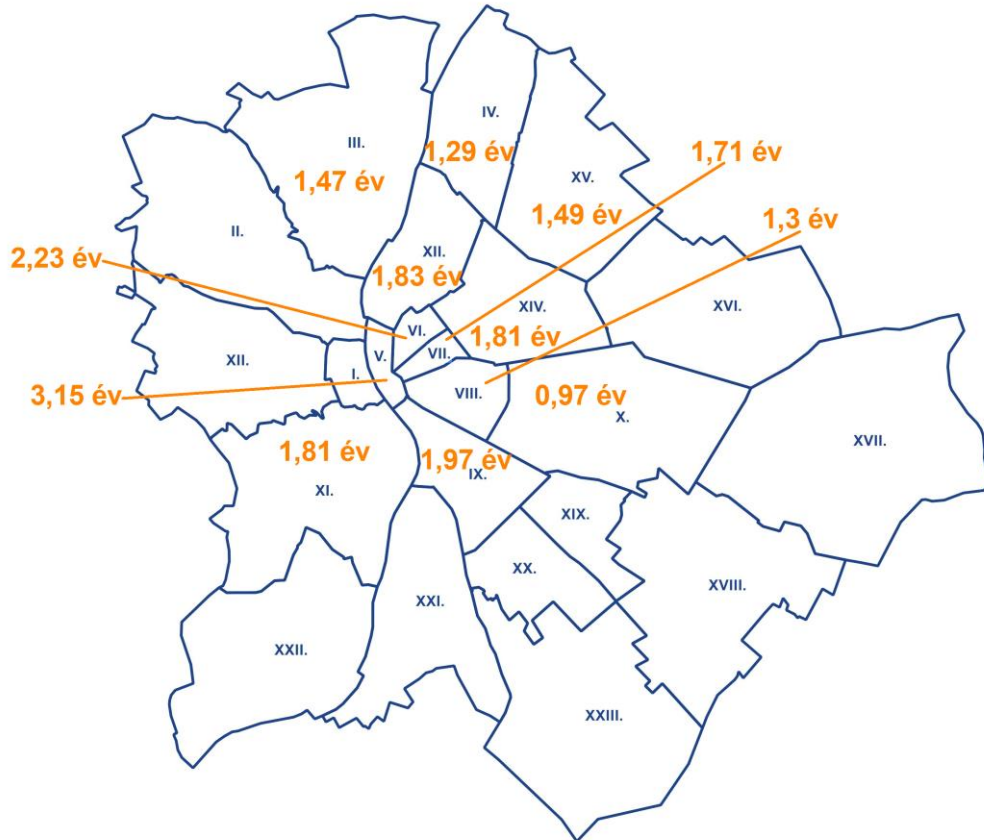 IV.
III.
1,29 év
1,71 év
1,47 év
XV.
1,49 év
1,3 év
II.
2,23 év
XII.
1,83 év
XIV.
XVI.
VI.
1,81 év
VII.
V.
XII.
I.
3,15 év
VIII.
0,97 év
X.
XVII.
1,81 év
1,97 év
IX.
XI.
XIX.
XX.
XVIII.
XXI.
XXII.
XXIII.